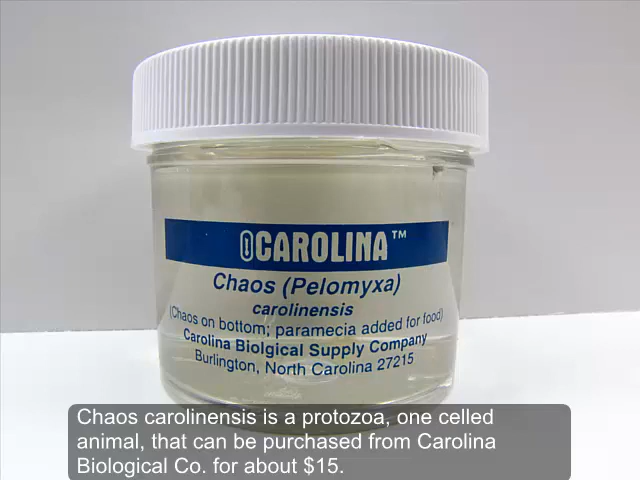 CAROLINA™
Chaos (Pelomyxa)
carolinensis
(Chaos on bottom; paramecia added for food)
Carolina Biolgical Supply Company
Burlington, North Carolina 27215
Chaos carolinensis is a protozoa, one celled
animal, that can be purchased from Carolina
Biological Co. for about $15.